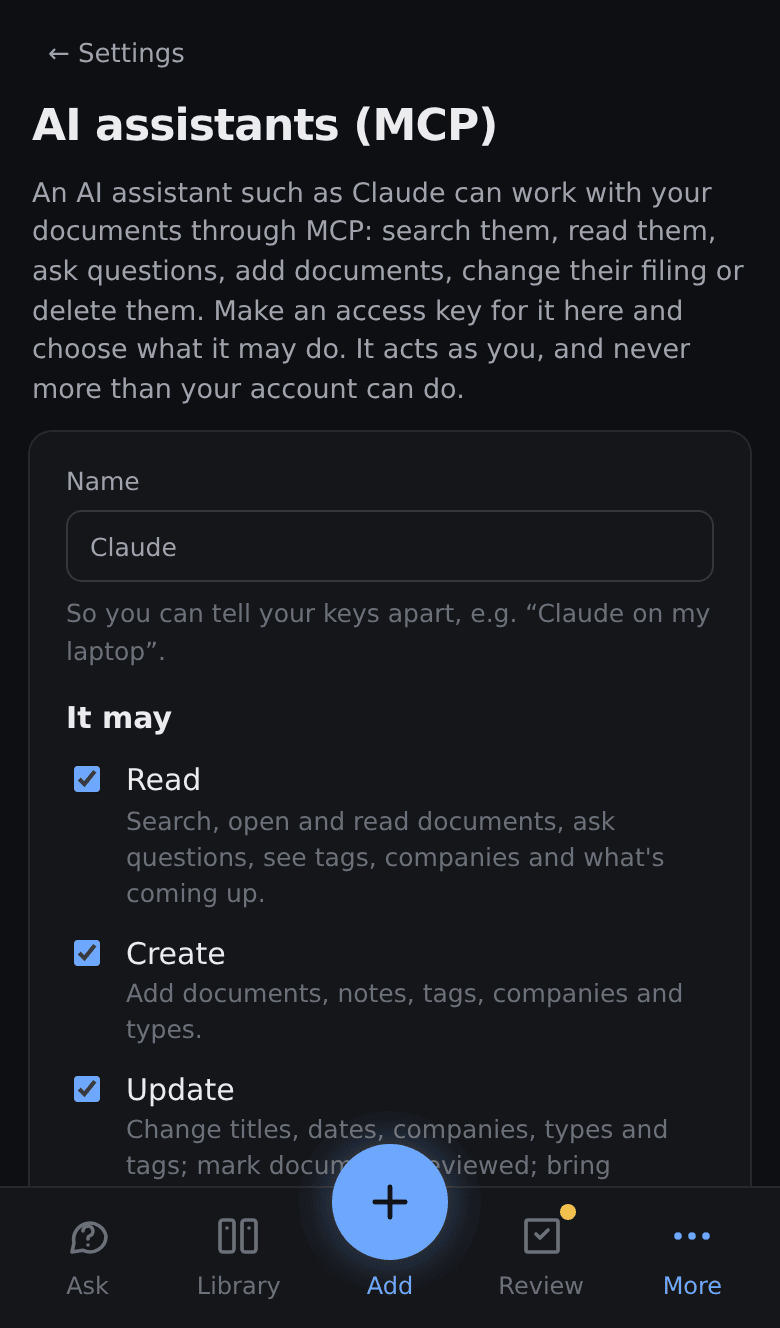 ← Settings
AI assistants (MCP)
An AI assistant such as Claude can work with your
documents through MCP: search them, read them,
ask questions, add documents, change their filing or
delete them. Make an access key for it here and
choose what it may do. It acts as you, and never
more than your account can do.
Name
Claude
So you can tell your keys apart, e.g. “Claude on my
laptop”.
It may
Read
Search, open and read documents, ask
questions, see tags, companies and what's
coming up.
Create
Add documents, notes, tags, companies and
types.
Update
Change titles, dates, companies, types and
tags; mark eviewed; bring
Ask
Library
Add
Review
More